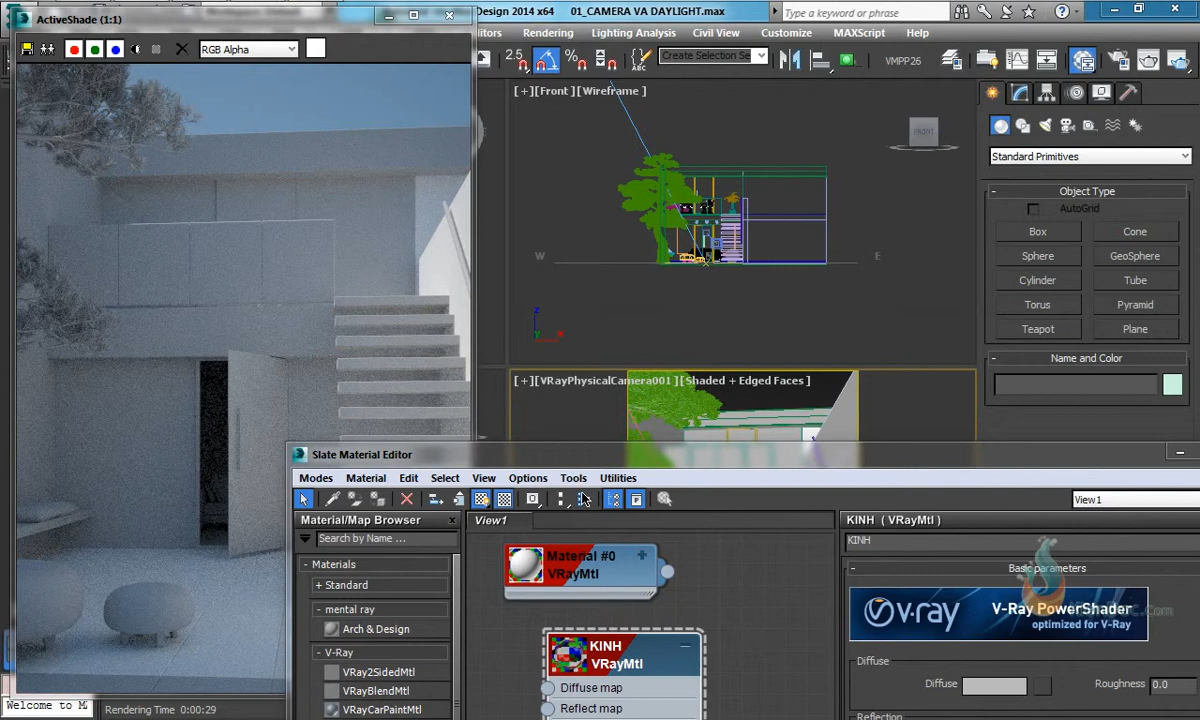 ActiveShade (1:1)
RGB Alpha
Rendering Time 0:00:29
Welcome to M
Design 2014 x64 01_CAMERA VA DAYLIGHT.max
Type a keyword or phrase
ditors Rendering Lighting Analysis Civil View Customize MAXScript Help
2.5
Create Selection Se
VMPP26
[+][Front][Wireframe]
FRONT
W
E
z
x
y
[+][VRayPhysicalCamera001][Shaded + Edged Faces]
Standard Primitives
- Object Type
AutoGrid
Box Cone
Sphere GeoSphere
Cylinder Tube
Torus Pyramid
Teapot Plane
- Name and Color
Slate Material Editor
Modes Material Edit Select View Options Tools Utilities
View1
Material/Map Browser x
Search by Name ...
- Materials
+ Standard
- mental ray
Arch & Design
- V-Ray
VRay2SidedMtl
VRayBlendMtl
VRayCarPaintMtl
View1
Material #0 +
VRayMtl
KINH -
VRayMtl
Diffuse map
Reflect map
KINH ( VRayMtl )
KINH
- Basic parameters
v·ray V-Ray PowerShader
optimized for V-Ray
Diffuse
Diffuse Roughness 0.0
Reflection